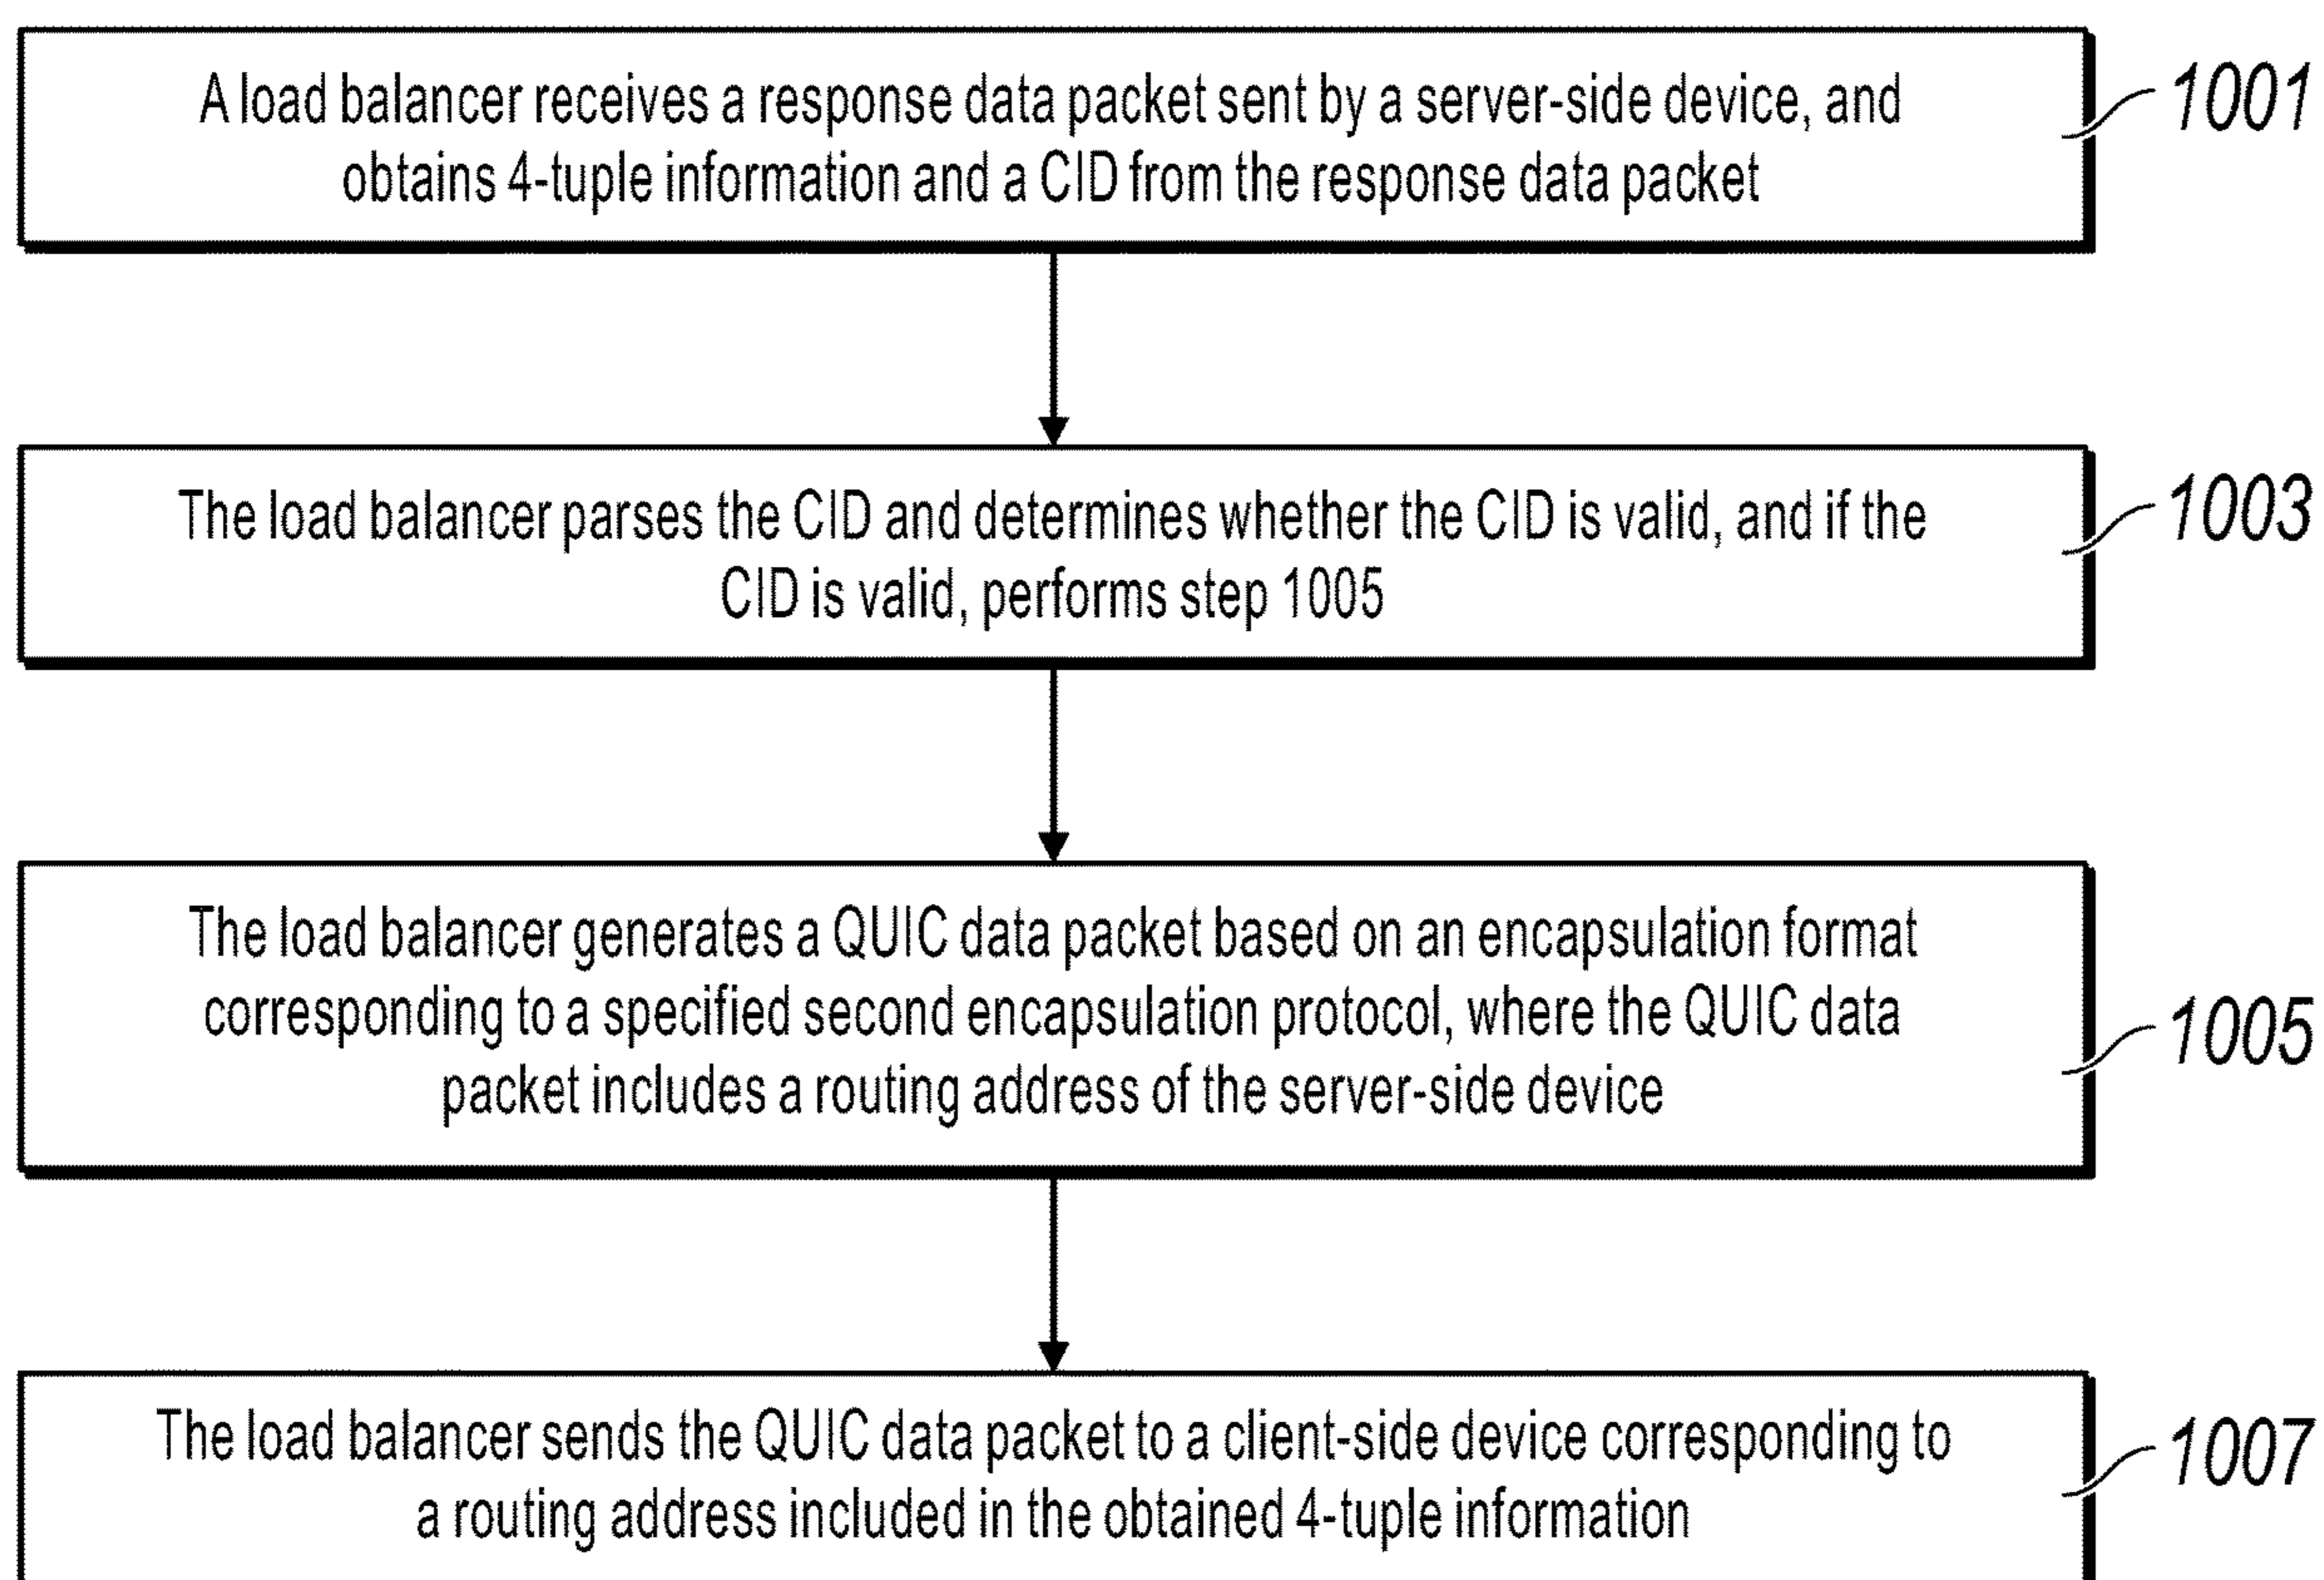 A load balancer receives a response data packet sent by a server-side device, and
obtains 4-tuple information and a CID from the response data packet
1001
The load balancer parses the CID and determines whether the CID is valid, and if the
CID is valid, performs step 1005
1003
The load balancer generates a QUIC data packet based on an encapsulation format
corresponding to a specified second encapsulation protocol, where the QUIC data
packet includes a routing address of the server-side device
1005
The load balancer sends the QUIC data packet to a client-side device corresponding to
a routing address included in the obtained 4-tuple information
1007